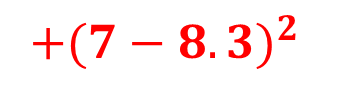 +(7 − 8.3)²